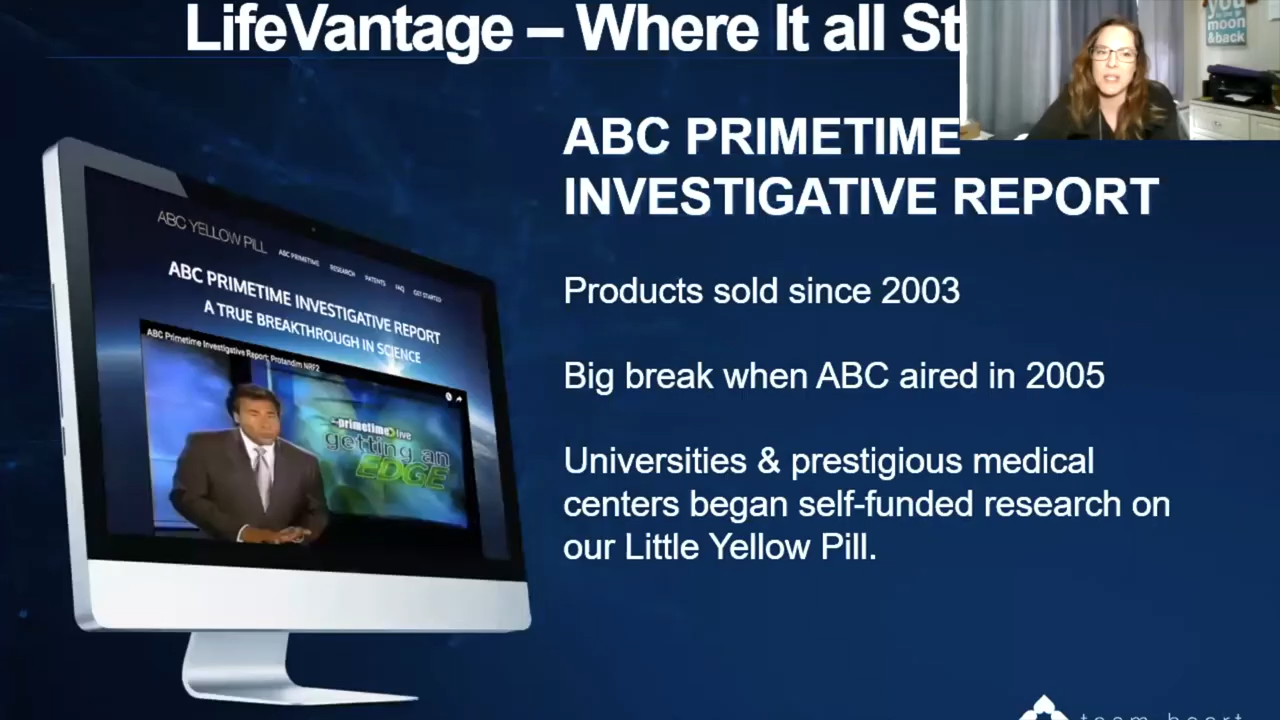 LifeVantage – Where It all St
you
moon
&back
ABC PRIMETIME
INVESTIGATIVE REPORT
Products sold since 2003
Big break when ABC aired in 2005
Universities & prestigious medical
centers began self-funded research on
our Little Yellow Pill.
ABC YELLOW PILL
ABC PRIMETIME RESEARCH PATENTS FAQ GET STARTED
ABC PRIMETIME INVESTIGATIVE REPORT
A TRUE BREAKTHROUGH IN SCIENCE
ABC Primetime Investigative Report: Protandim NRF2
primetime live
getting an
EDGE
team heart